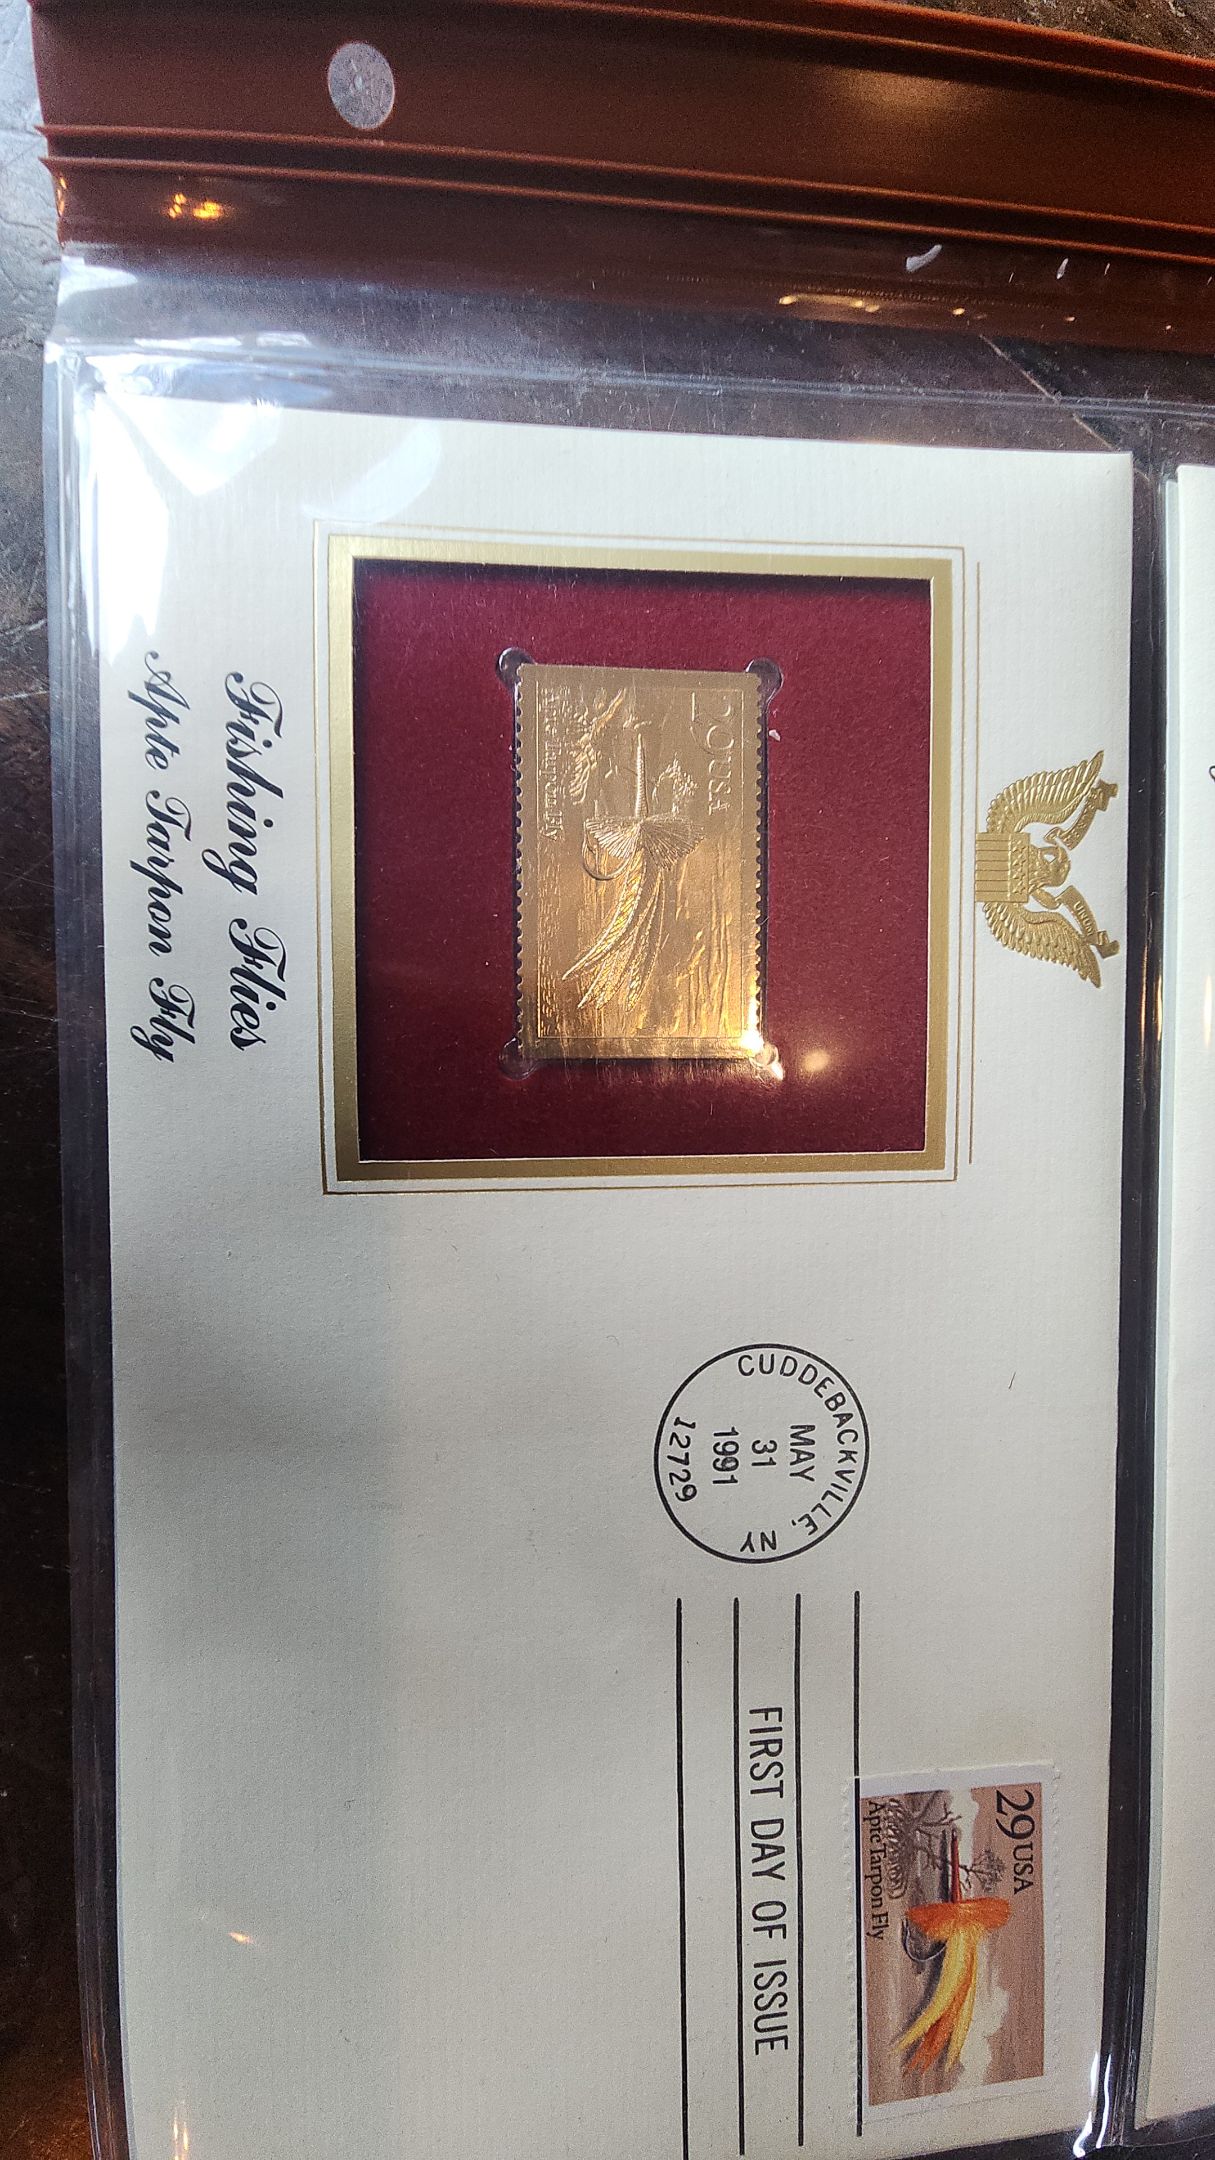 29USA
Apte Tarpon Fly
Fishing Flies
Apte Tarpon Fly
CUDDEBACKVILLE, NY
MAY
31
1991
12729
FIRST DAY OF ISSUE
29USA
Apte Tarpon Fly